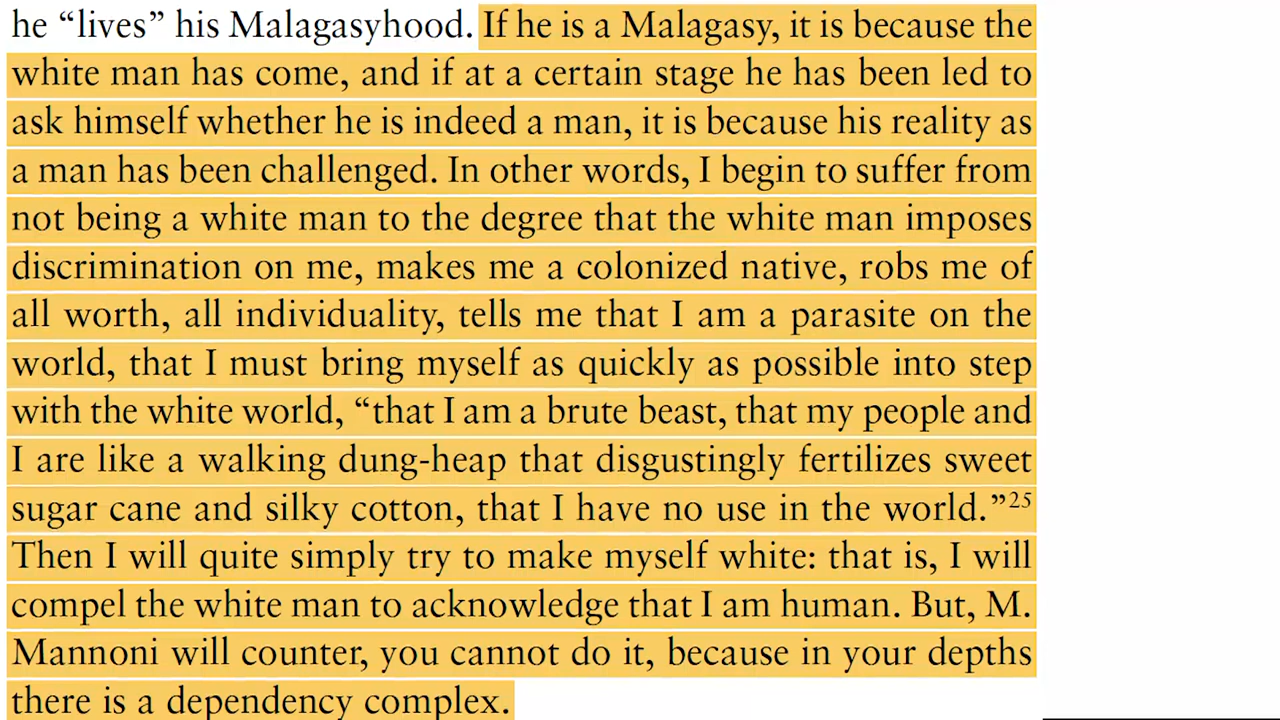 he “lives” his Malagasyhood. If he is a Malagasy, it is because the
white man has come, and if at a certain stage he has been led to
ask himself whether he is indeed a man, it is because his reality as
a man has been challenged. In other words, I begin to suffer from
not being a white man to the degree that the white man imposes
discrimination on me, makes me a colonized native, robs me of
all worth, all individuality, tells me that I am a parasite on the
world, that I must bring myself as quickly as possible into step
with the white world, “that I am a brute beast, that my people and
I are like a walking dung-heap that disgustingly fertilizes sweet
sugar cane and silky cotton, that I have no use in the world.”25
Then I will quite simply try to make myself white: that is, I will
compel the white man to acknowledge that I am human. But, M.
Mannoni will counter, you cannot do it, because in your depths
there is a dependency complex.